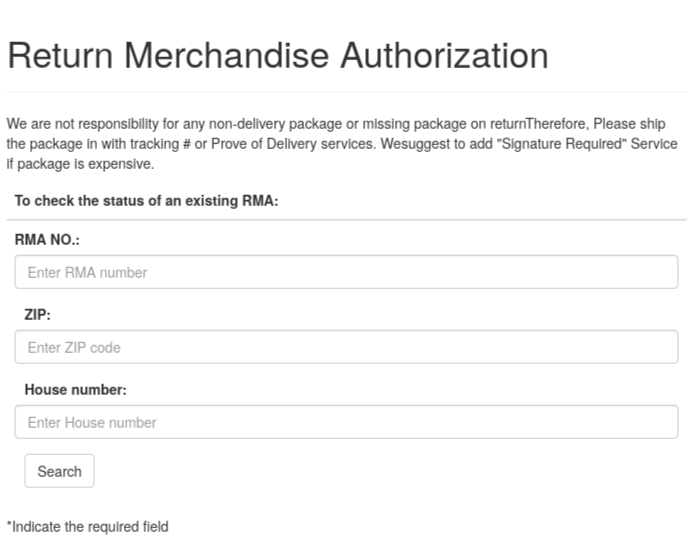 Return Merchandise Authorization
We are not responsibility for any non-delivery package or missing package on returnTherefore, Please ship
the package in with tracking # or Prove of Delivery services. Wesuggest to add "Signature Required" Service
if package is expensive.
To check the status of an existing RMA:
RMA NO.:
Enter RMA number
ZIP:
Enter ZIP code
House number:
Enter House number
Search
*Indicate the required field